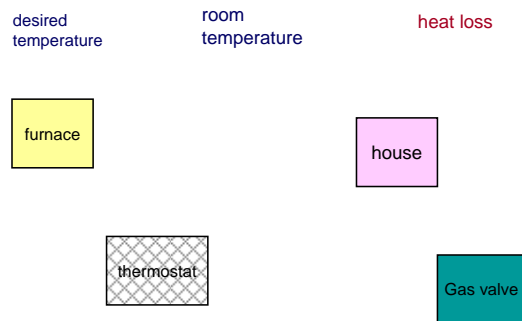 desired
temperature
room
temperature
heat loss
furnace
house
thermostat
Gas valve